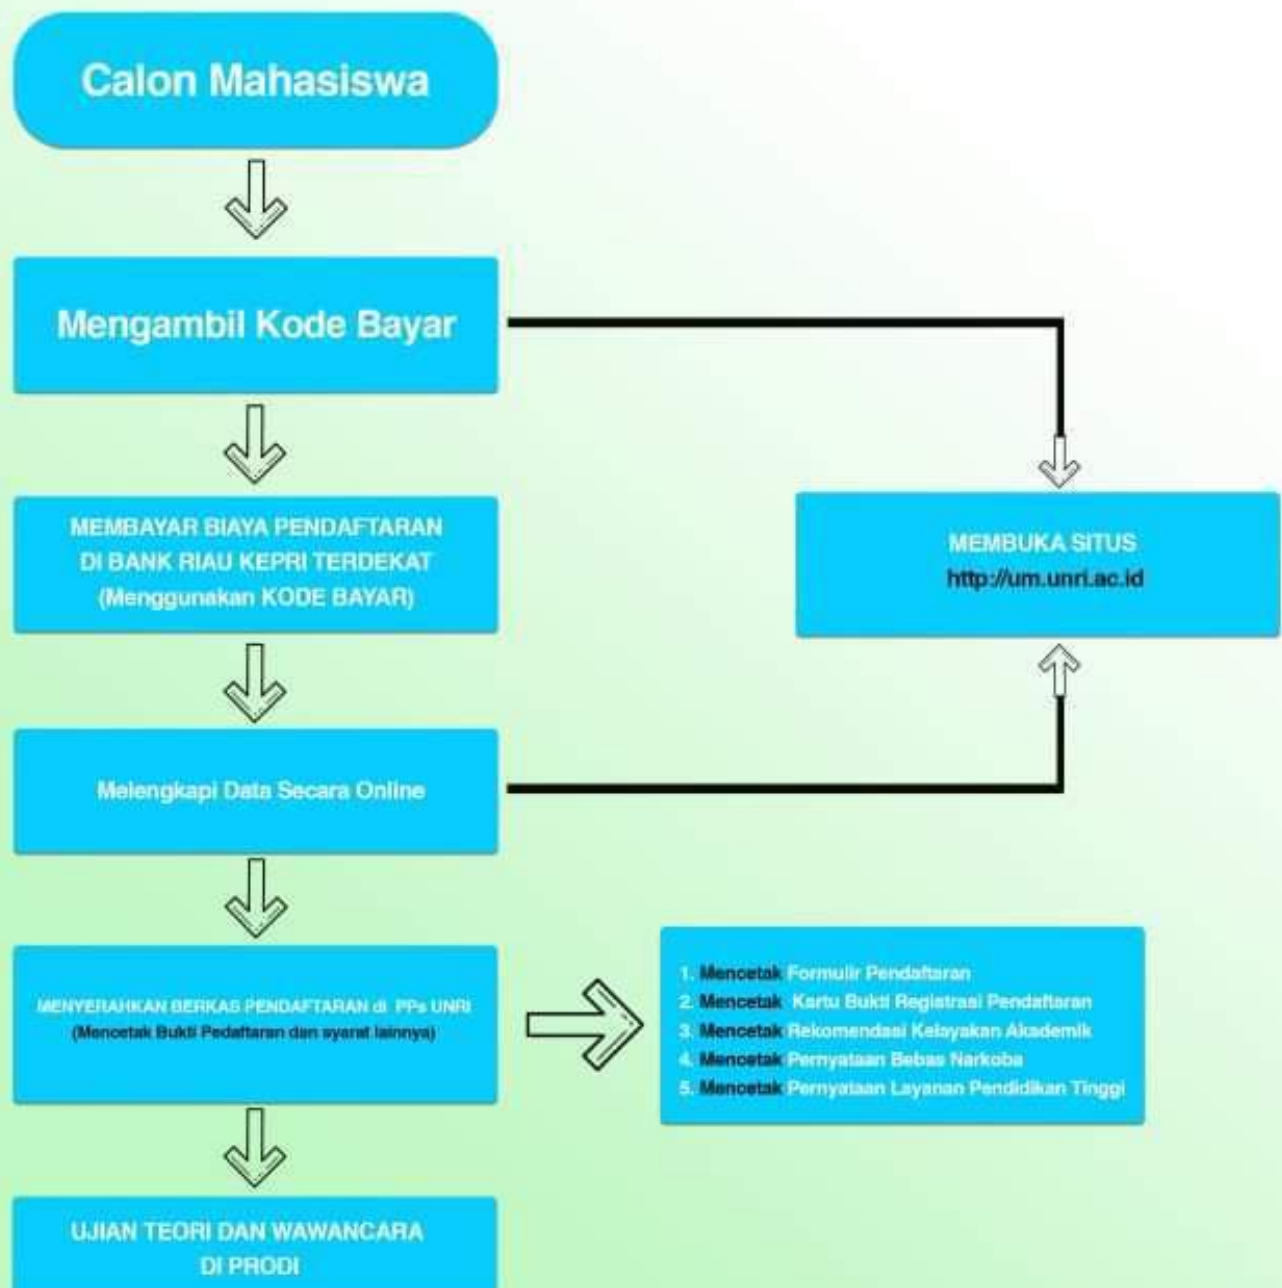 Calon Mahasiswa
Mengambil Kode Bayar
MEMBAYAR BIAYA PENDAFTARAN
DI BANK RIAU KEPRI TERDEKAT
(Menggunakan KODE BAYAR)
MEMBUKA SITUS
http://um.unri.ac.id
Melengkapi Data Secara Online
MENYERAHKAN BERKAS PENDAFTARAN di PPs UNRI
(Mencetak Bukti Pedaftaran dan syarat lainnya)
1. Mencetak Formulir Pendaftaran
2. Mencetak Kartu Bukti Registrasi Pendaftaran
3. Mencetak Rekomendasi Kelayakan Akademik
4. Mencetak Pernyataan Bebas Narkoba
5. Mencetak Pernyataan Layanan Pendidikan Tinggi
UJIAN TEORI DAN WAWANCARA
DI PRODI